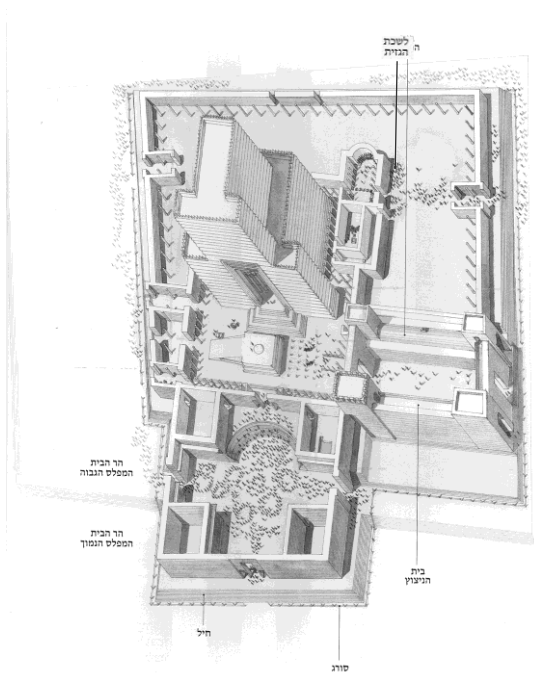 לשכת
הגזית
הר הבית
המפלס הגבוה
הר הבית
המפלס הנמוך
בית
הניצוץ
חיל
סורג